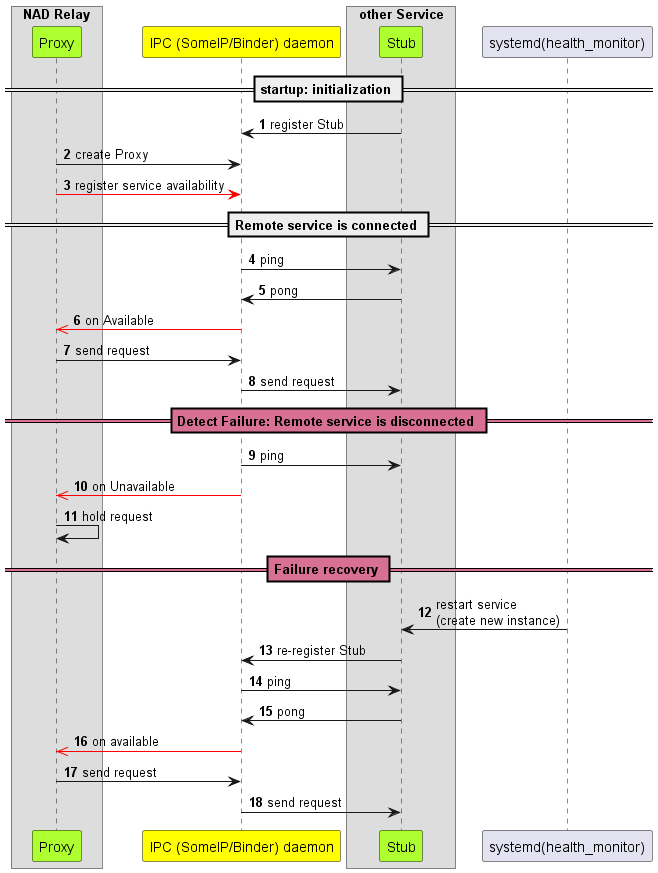 NAD Relay
other Service
Proxy
IPC (SomeIP/Binder) daemon
Stub
systemd(health_monitor)
startup: initialization
1 register Stub
2 create Proxy
3 register service availability
Remote service is connected
4 ping
5 pong
6 on Available
7 send request
8 send request
Detect Failure: Remote service is disconnected
9 ping
10 on Unavailable
11 hold request
Failure recovery
12 restart service
(create new instance)
13 re-register Stub
14 ping
15 pong
16 on available
17 send request
18 send request
Proxy
IPC (SomeIP/Binder) daemon
Stub
systemd(health_monitor)